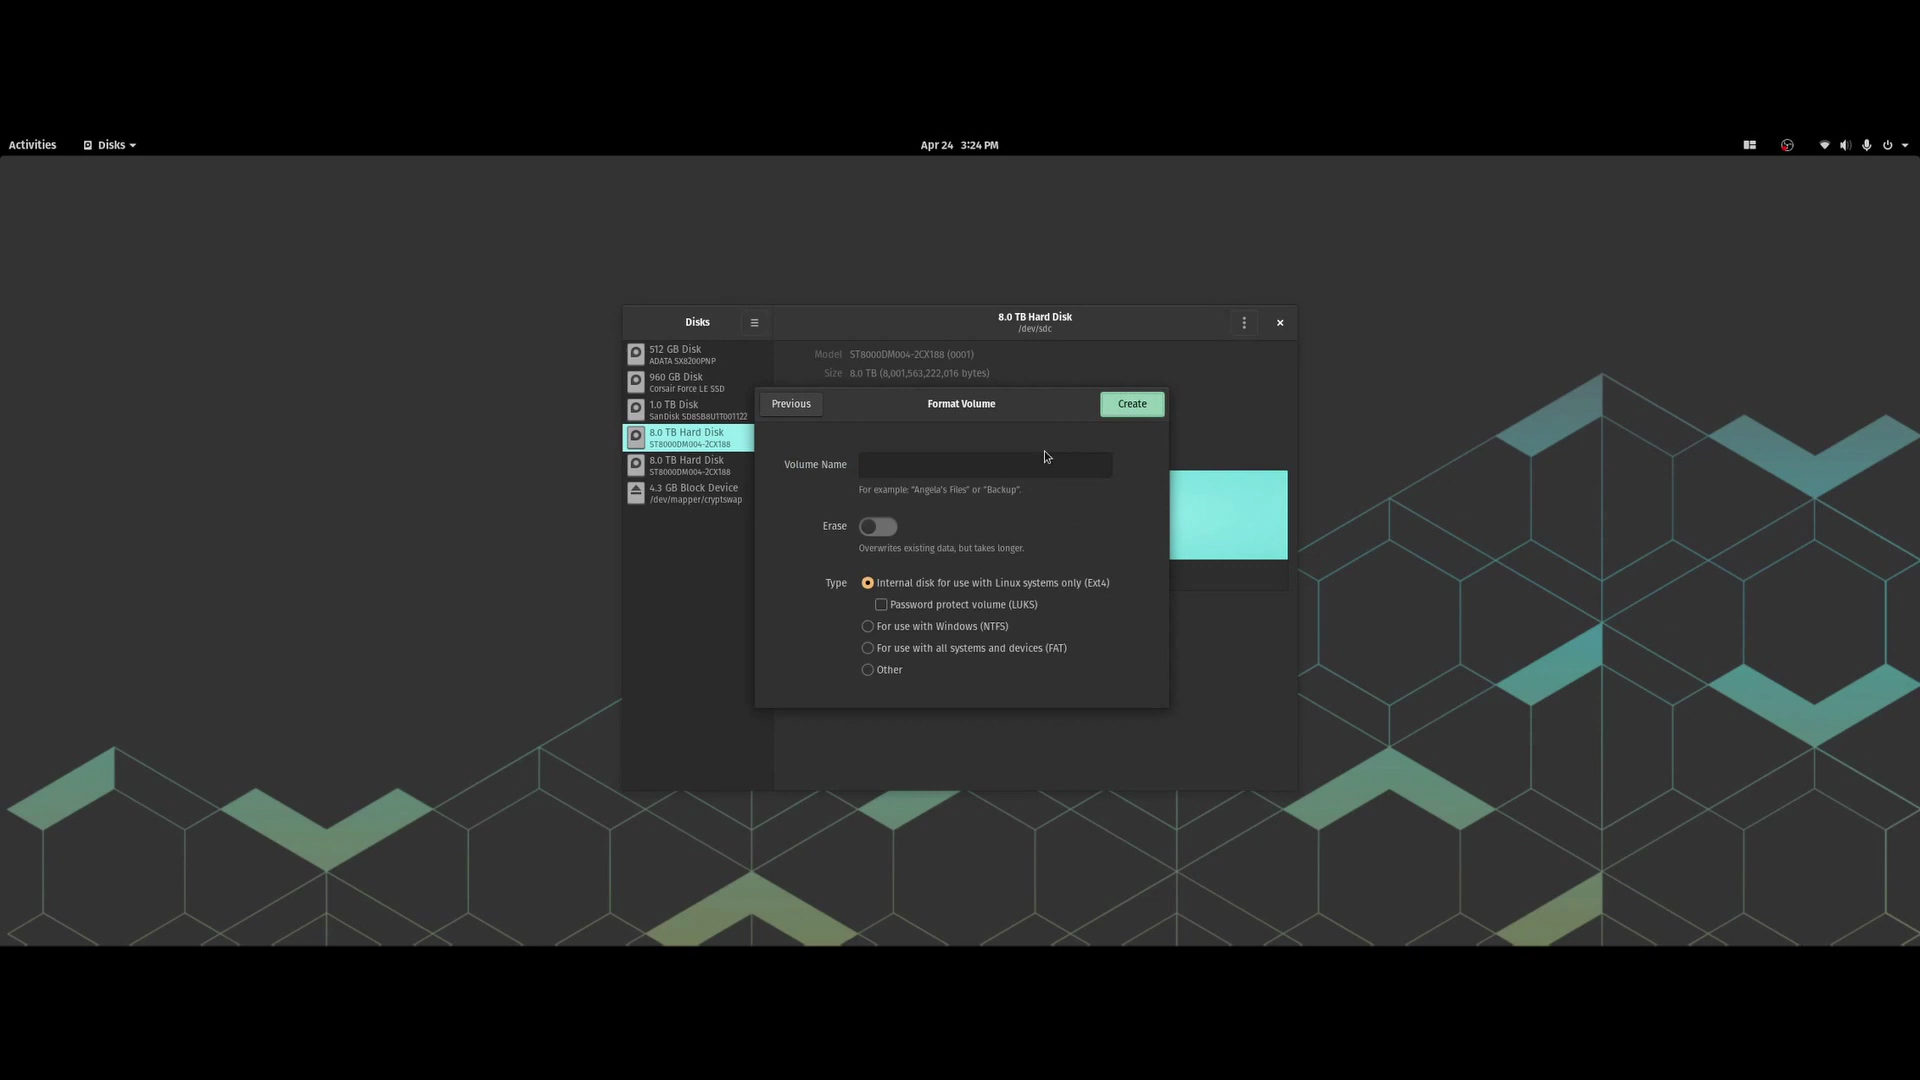 Activities
Disks
Apr 24 3:24 PM
Disks
8.0 TB Hard Disk
/dev/sdc
512 GB Disk
ADATA SX8200PNP
960 GB Disk
Corsair Force LE SSD
1.0 TB Disk
SanDisk SD8SB8U1T001122
8.0 TB Hard Disk
ST8000DM004-2CX188
8.0 TB Hard Disk
ST8000DM004-2CX188
4.3 GB Block Device
/dev/mapper/cryptswap
Model ST8000DM004-2CX188 (0001)
Size 8.0 TB (8,001,563,222,016 bytes)
Previous
Format Volume
Create
Volume Name
For example: "Angela's Files" or "Backup".
Erase
Overwrites existing data, but takes longer.
Type Internal disk for use with Linux systems only (Ext4)
Password protect volume (LUKS)
For use with Windows (NTFS)
For use with all systems and devices (FAT)
Other